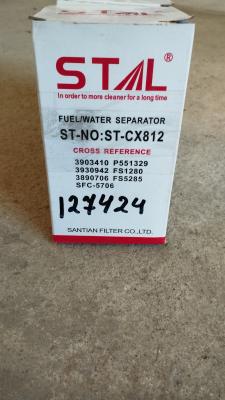 STAL®
In order to more cleaner for a long time
FUEL/WATER SEPARATOR
ST-NO:ST-CX812
CROSS REFERENCE
3903410 P551329
3930942 FS1280
3890706 FS5285
SFC-5706
127424
SANTIAN FILTER CO.,LTD.